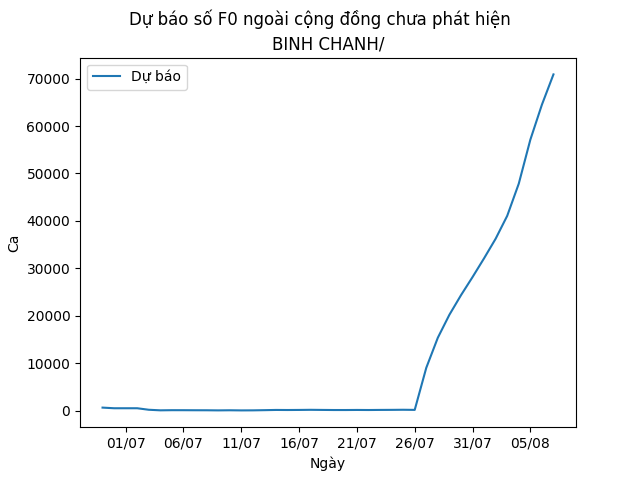 Dự báo số F0 ngoài cộng đồng chưa phát hiện
BINH CHANH/
Dự báo
70000
60000
50000
40000
30000
20000
10000
0
Ca
01/07 06/07 11/07 16/07 21/07 26/07 31/07 05/08
Ngày